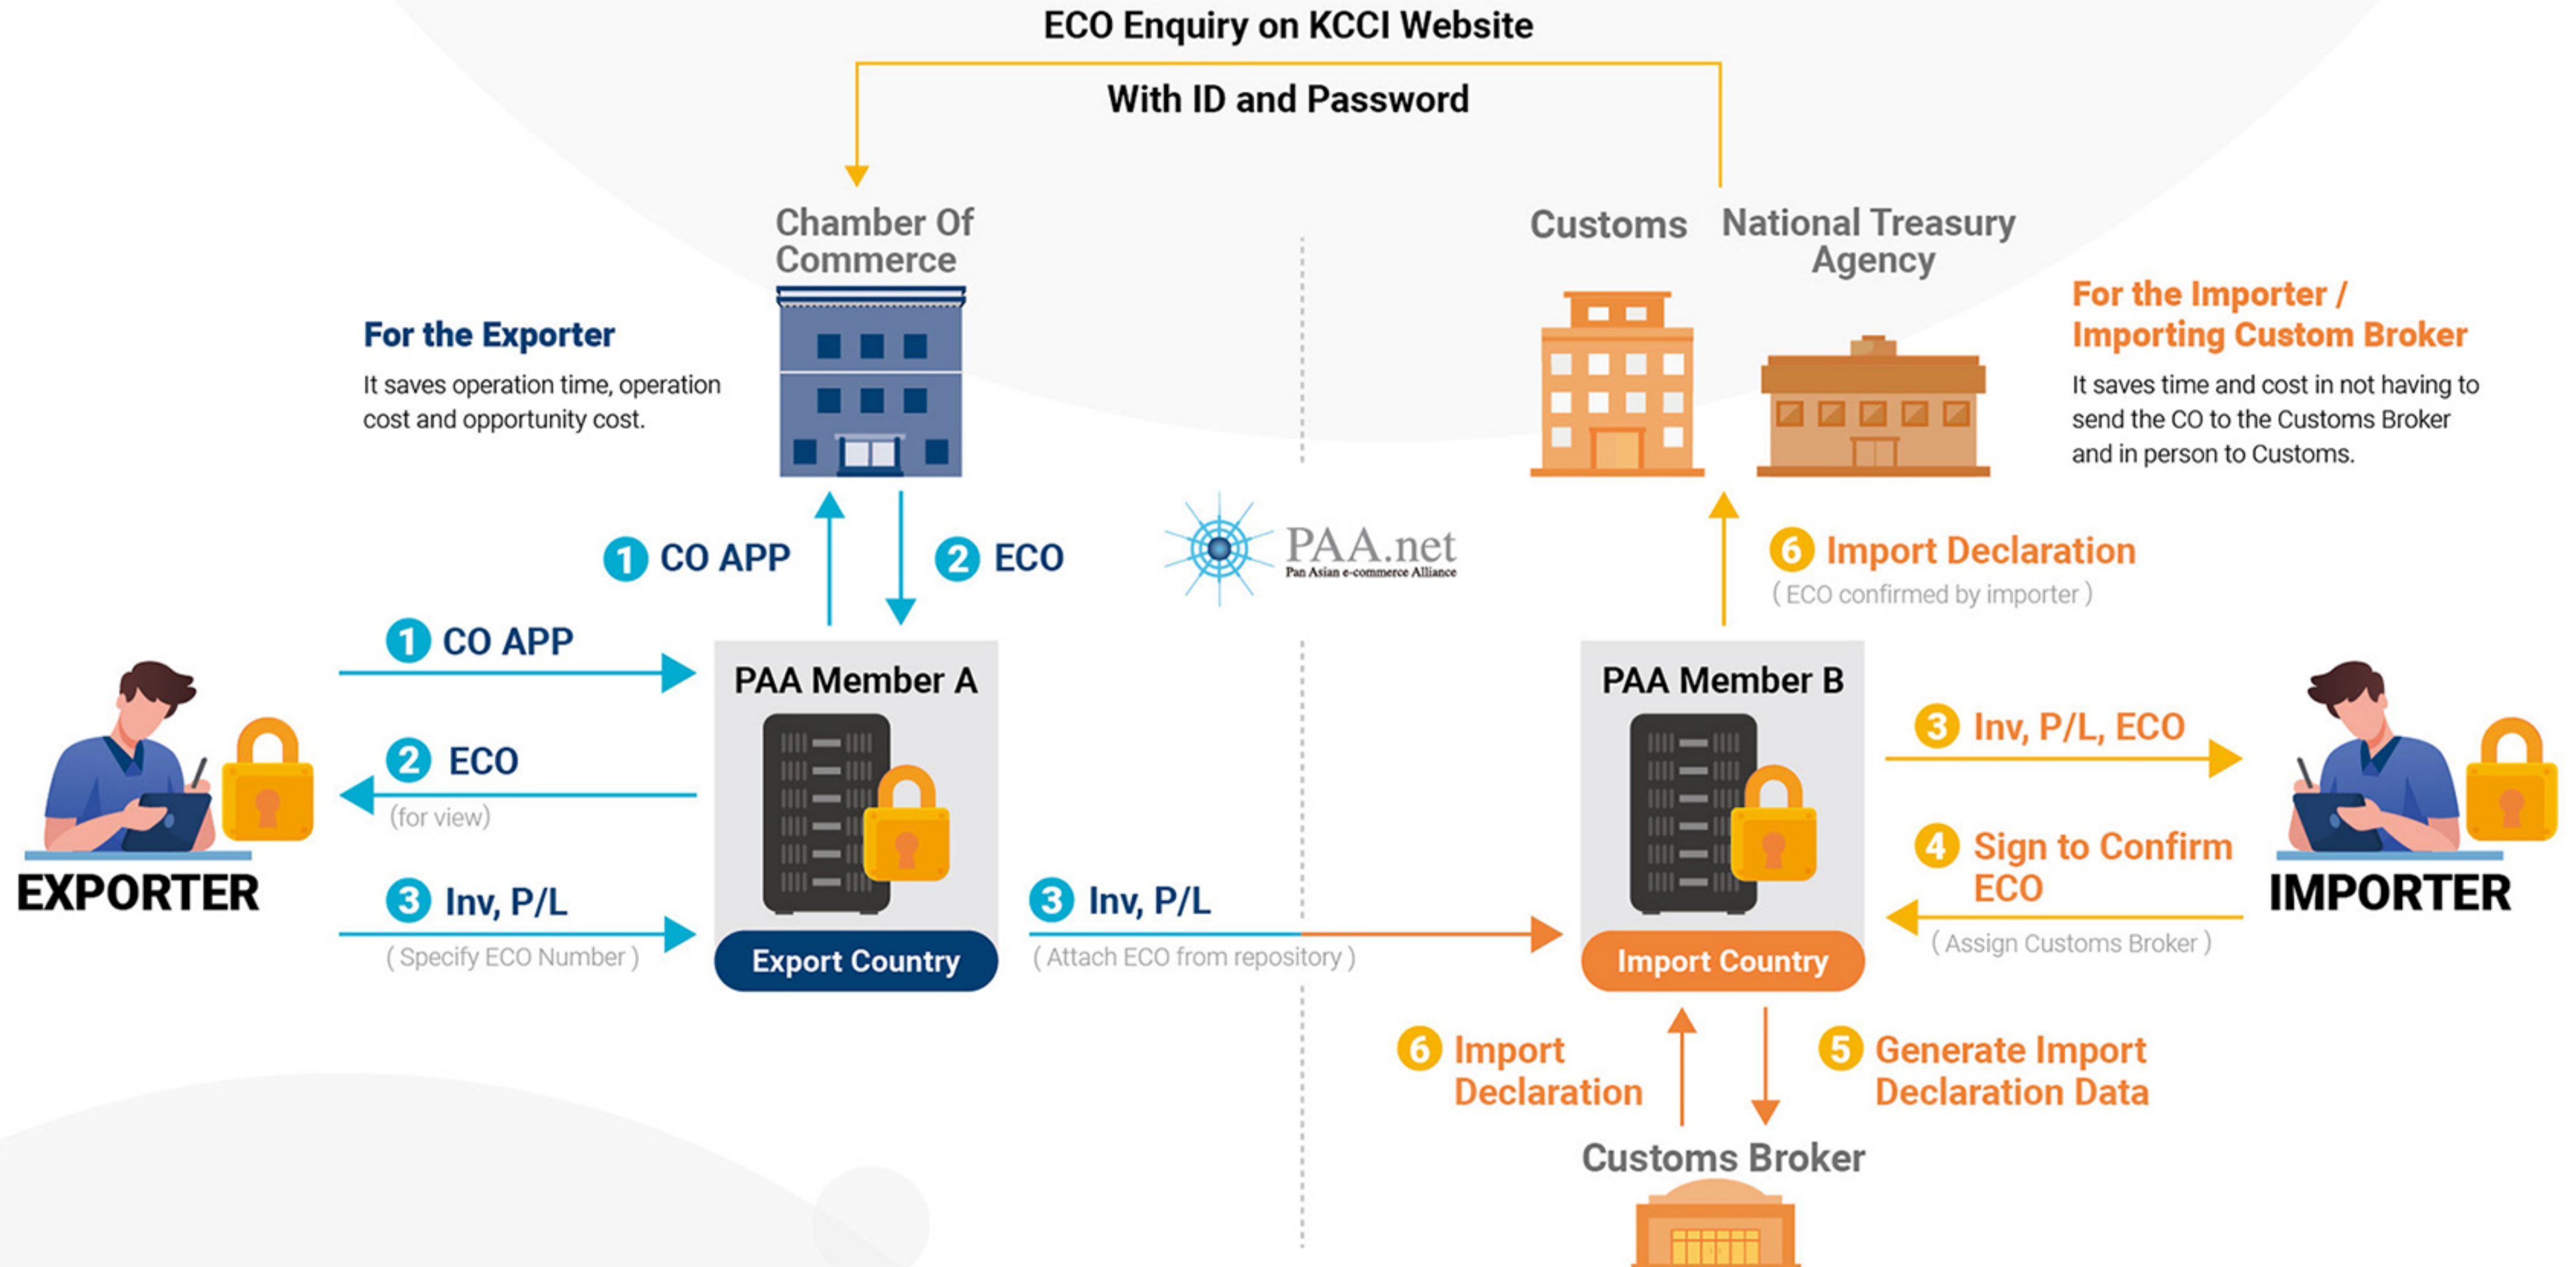 ECO Enquiry on KCCI Website
With ID and Password
Chamber Of
Commerce
Customs
National Treasury
Agency
For the Exporter
It saves operation time, operation
cost and opportunity cost.
For the Importer /
Importing Custom Broker
It saves time and cost in not having to
send the CO to the Customs Broker
and in person to Customs.
1 CO APP
2 ECO
PAA.net
Pan Asian e-commerce Alliance
6 Import Declaration
( ECO confirmed by importer )
1 CO APP
2 ECO
(for view)
3 Inv, P/L
( Specify ECO Number )
EXPORTER
PAA Member A
Export Country
3 Inv, P/L
( Attach ECO from repository )
PAA Member B
Import Country
3 Inv, P/L, ECO
4 Sign to Confirm
ECO
( Assign Customs Broker )
IMPORTER
6 Import
Declaration
5 Generate Import
Declaration Data
Customs Broker